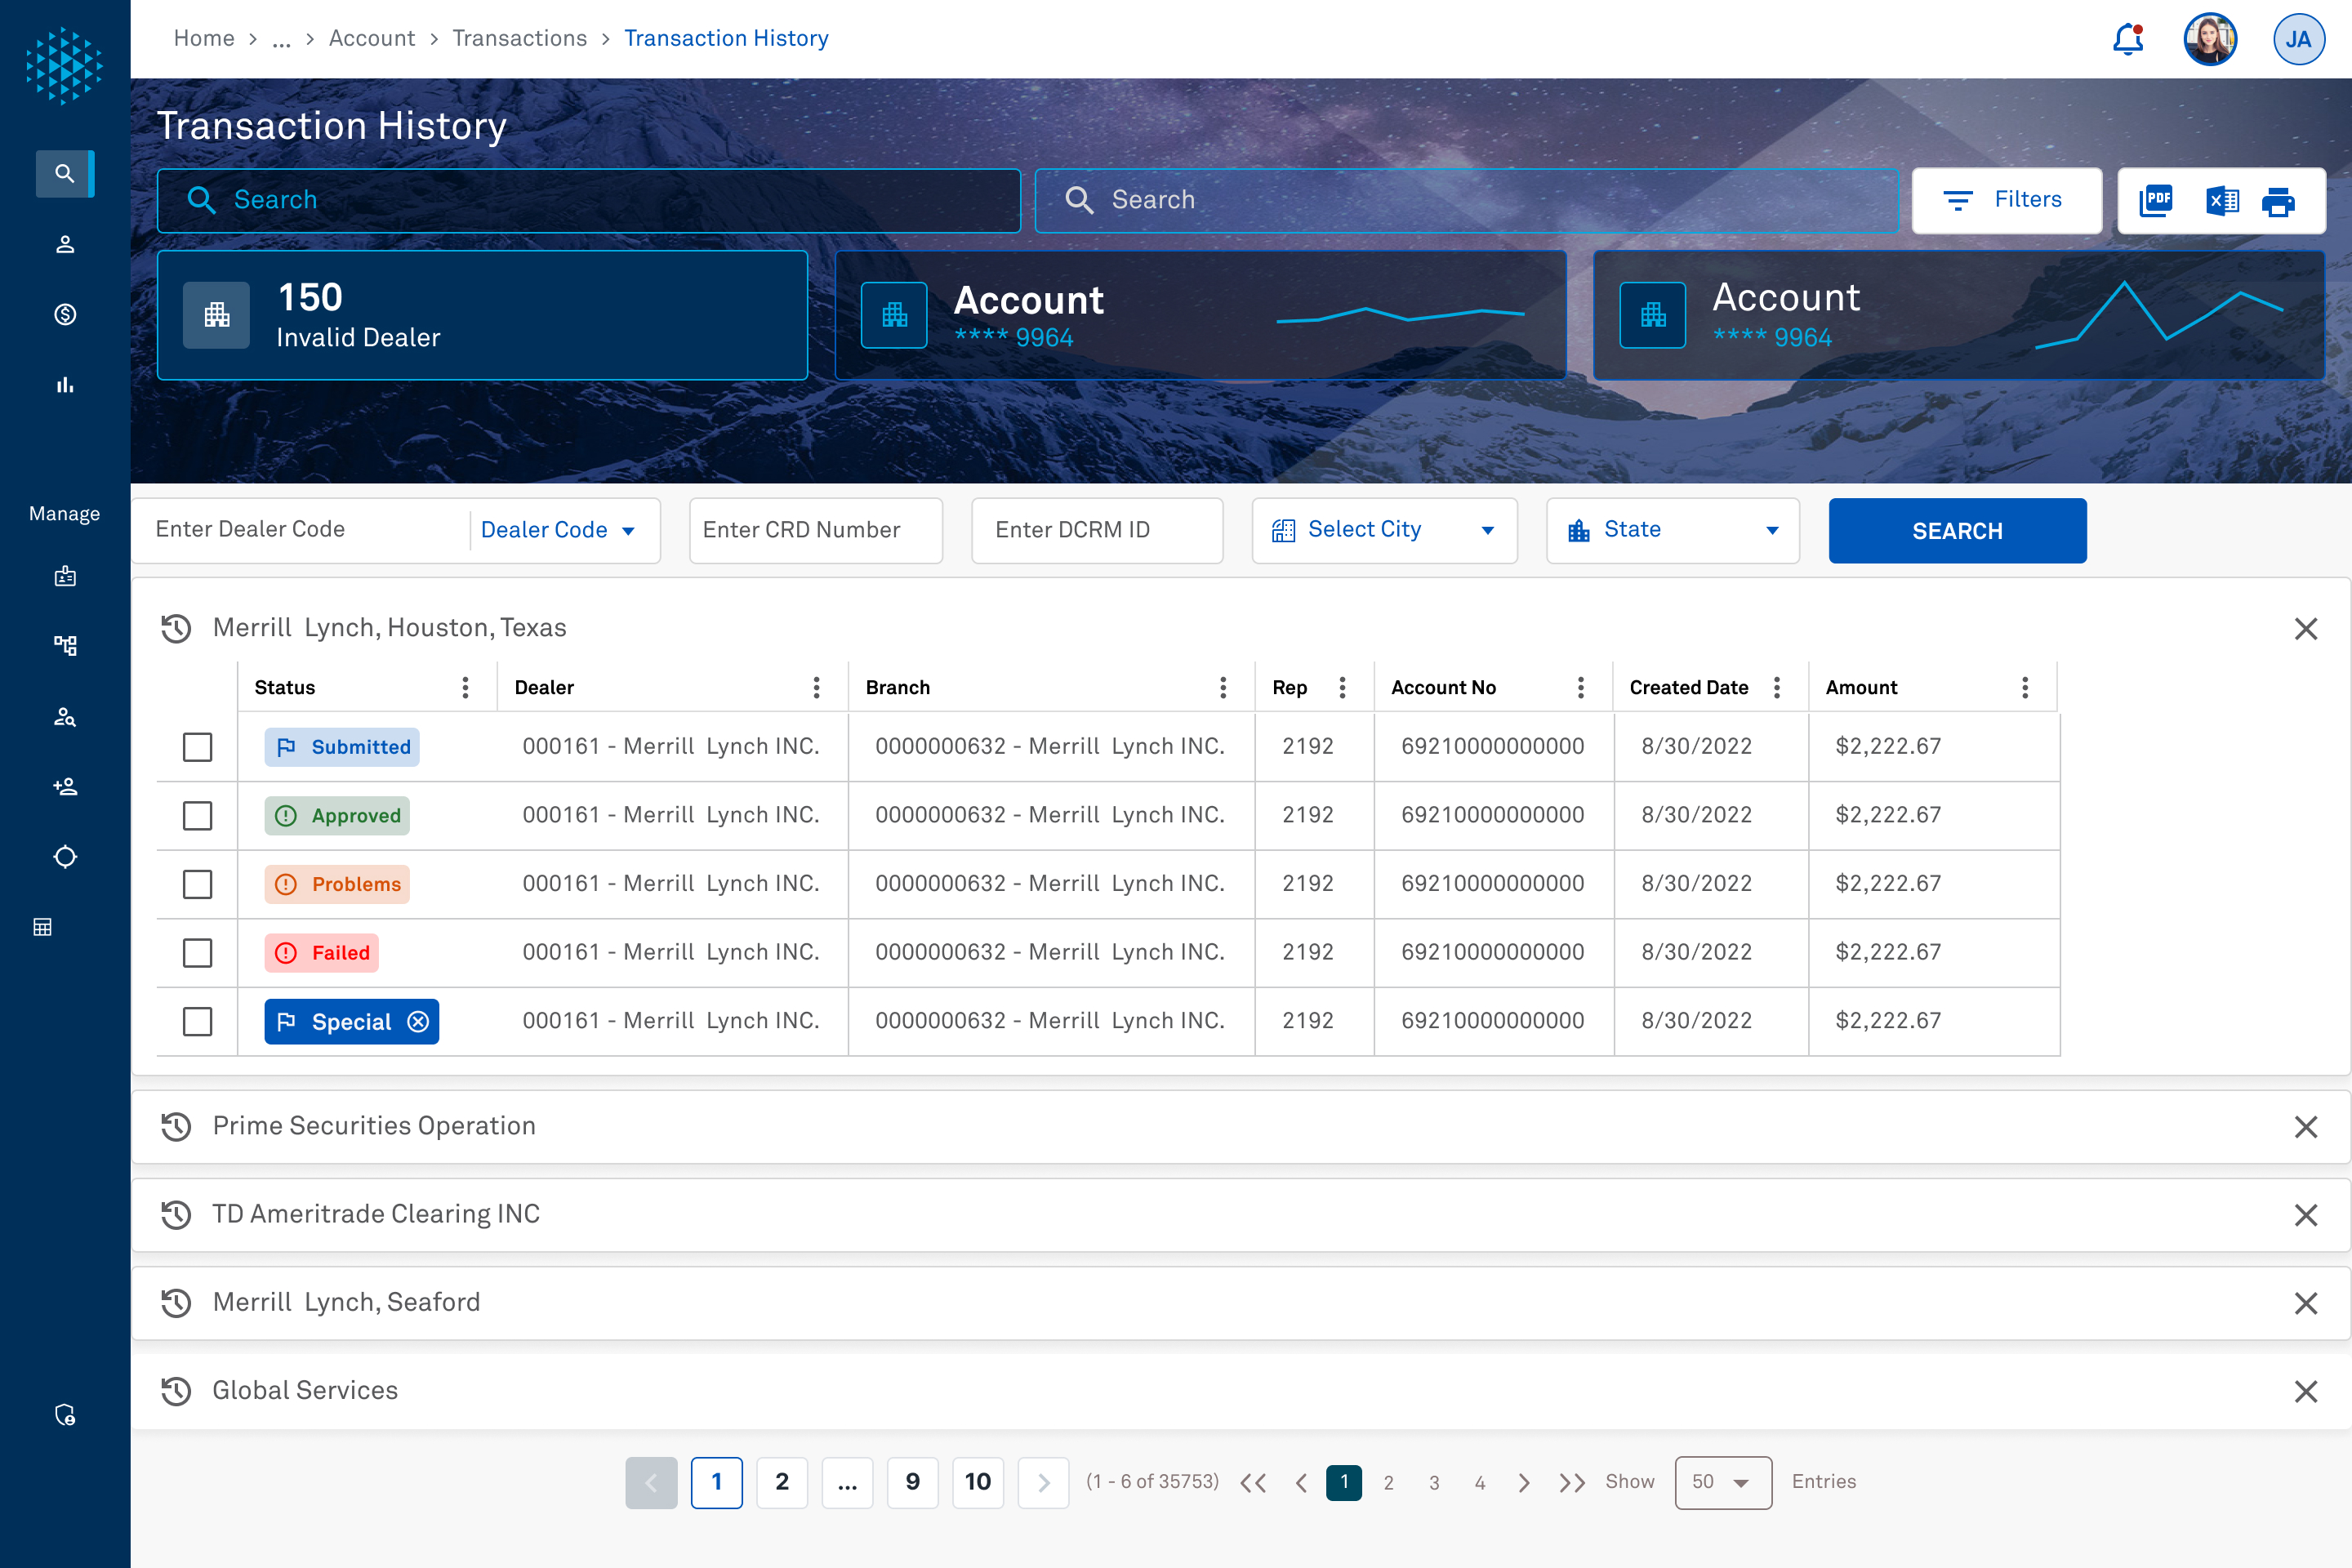 Home > ... > Account > Transactions > Transaction History
JA
Transaction History
Search
Search
Filters
PDF
X
150
Invalid Dealer
Account
**** 9964
Account
**** 9964
Manage
Enter Dealer Code
Dealer Code
Enter CRD Number
Enter DCRM ID
Select City
State
SEARCH
Merrill  Lynch, Houston, Texas
Status Dealer Branch Rep Account No Created Date Amount
Submitted 000161 - Merrill  Lynch INC. 0000000632 - Merrill  Lynch INC. 2192 69210000000000 8/30/2022 $2,222.67
Approved 000161 - Merrill  Lynch INC. 0000000632 - Merrill  Lynch INC. 2192 69210000000000 8/30/2022 $2,222.67
Problems 000161 - Merrill  Lynch INC. 0000000632 - Merrill  Lynch INC. 2192 69210000000000 8/30/2022 $2,222.67
Failed 000161 - Merrill  Lynch INC. 0000000632 - Merrill  Lynch INC. 2192 69210000000000 8/30/2022 $2,222.67
Special 000161 - Merrill  Lynch INC. 0000000632 - Merrill  Lynch INC. 2192 69210000000000 8/30/2022 $2,222.67
Prime Securities Operation
TD Ameritrade Clearing INC
Merrill  Lynch, Seaford
Global Services
1 2 ... 9 10 (1 - 6 of 35753) 1 2 3 4 Show 50 Entries